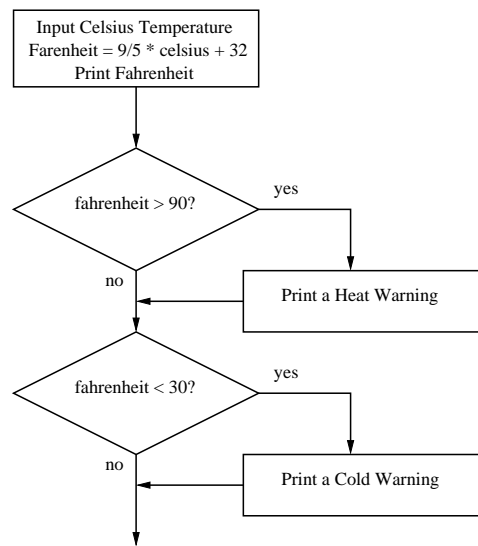 Input Celsius Temperature
Farenheit = 9/5 * celsius + 32
Print Fahrenheit
fahrenheit > 90?
yes
no
Print a Heat Warning
fahrenheit < 30?
yes
no
Print a Cold Warning